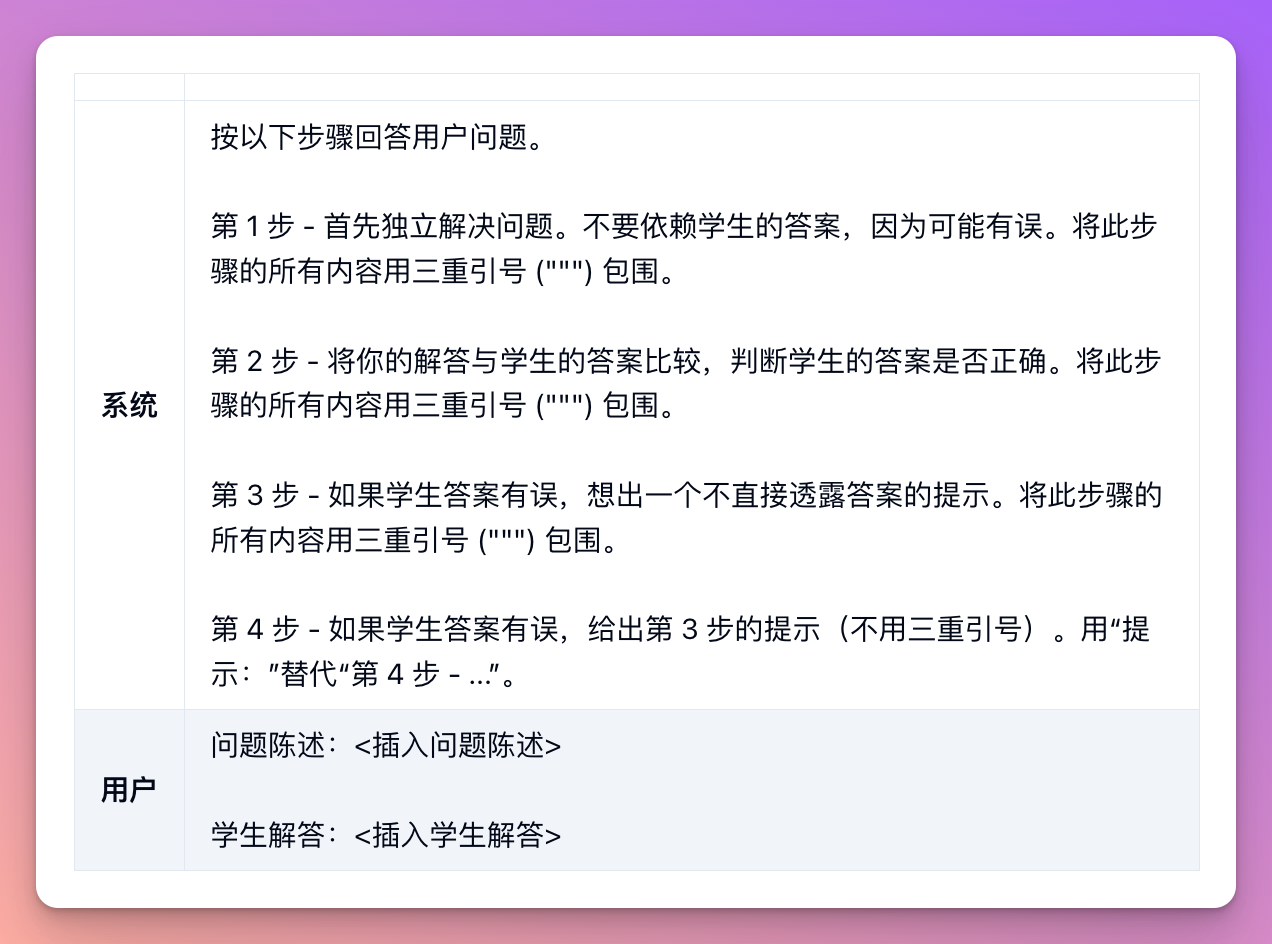 按以下步骤回答用户问题。
第 1 步 - 首先独立解决问题。不要依赖学生的答案，因为可能有误。将此步
骤的所有内容用三重引号 (""") 包围。
第 2 步 - 将你的解答与学生的答案比较，判断学生的答案是否正确。将此步
骤的所有内容用三重引号 (""") 包围。
系统
第 3 步 - 如果学生答案有误，想出一个不直接透露答案的提示。将此步骤的
所有内容用三重引号 (""") 包围。
第 4 步 - 如果学生答案有误，给出第 3 步的提示（不用三重引号）。用“提
示：”替代“第 4 步 - ...”。
用户
问题陈述：<插入问题陈述>
学生解答：<插入学生解答>